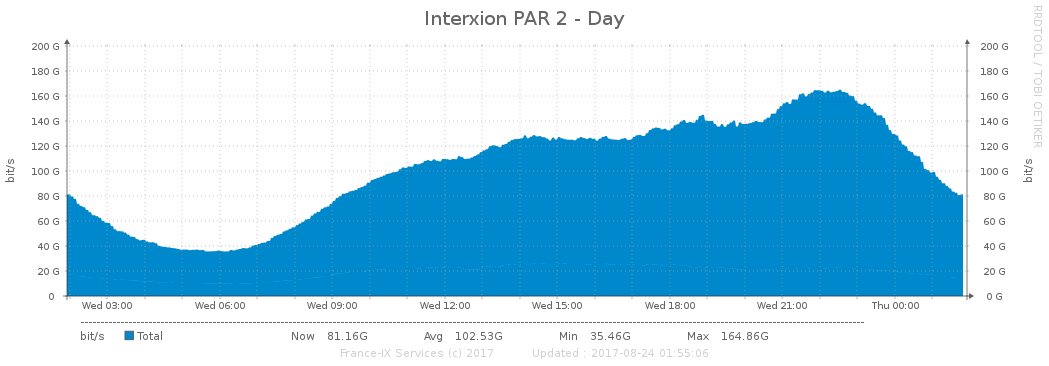 Interxion PAR 2 - Day
RRDTOOL / TOBI OETIKER
200 G 200 G
180 G 180 G
160 G 160 G
140 G 140 G
120 G 120 G
100 G 100 G
80 G 80 G
60 G 60 G
40 G 40 G
20 G 20 G
0 0 G
bit/s bit/s
Wed 03:00 Wed 06:00 Wed 09:00 Wed 12:00 Wed 15:00 Wed 18:00 Wed 21:00 Thu 00:00
bit/s Total Now 81.16G Avg 102.53G Min 35.46G Max 164.86G
France-IX Services (c) 2017 Updated : 2017-08-24 01:55:06